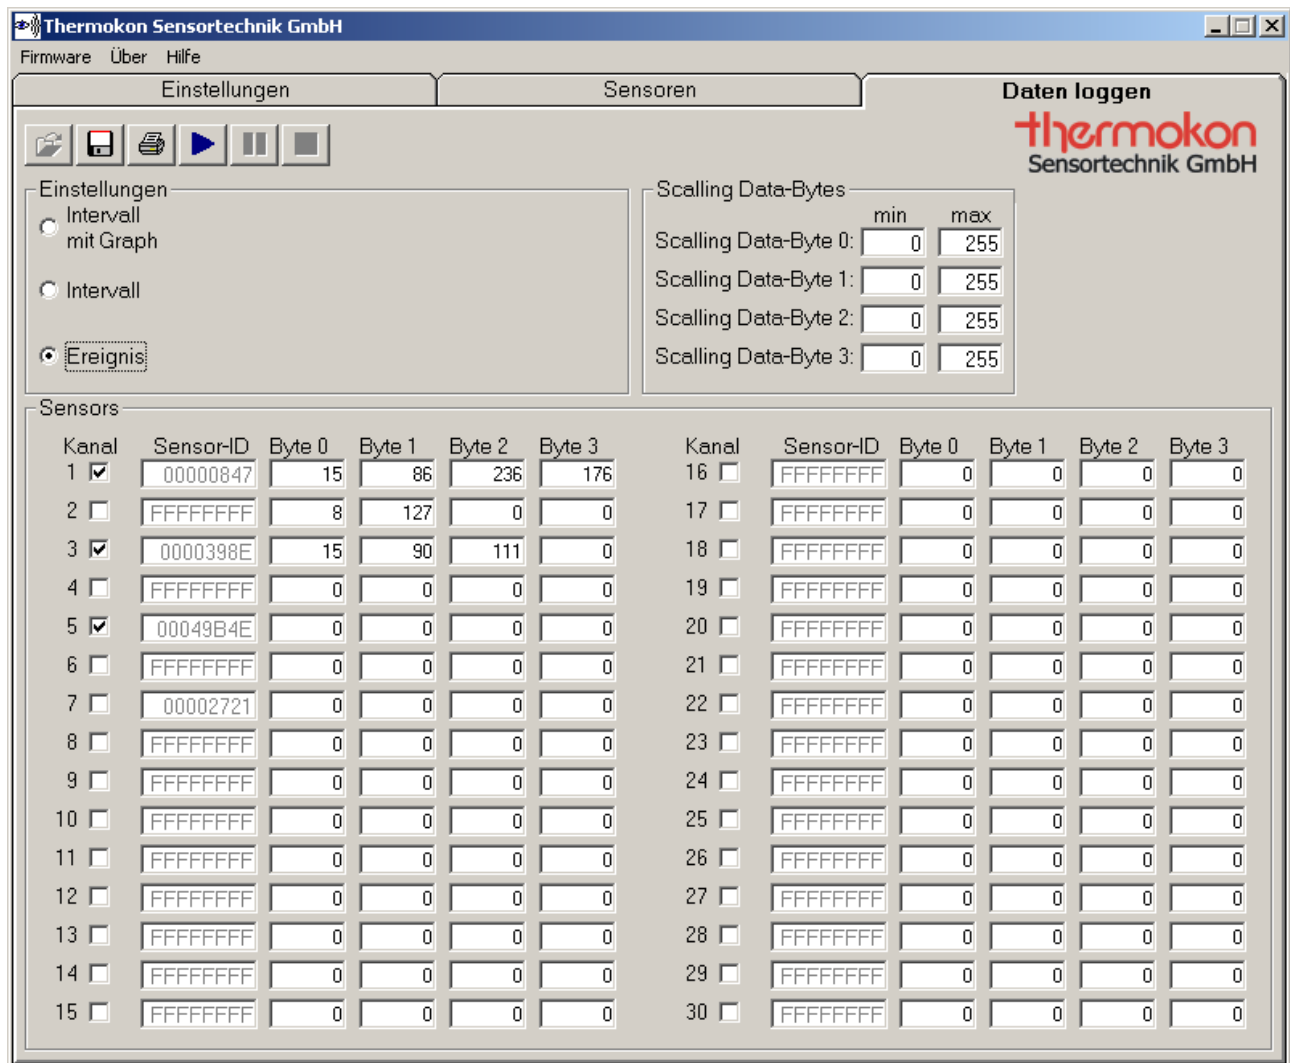 Thermokon Sensortechnik GmbH
Firmware Über Hilfe
Einstellungen Sensoren Daten loggen
thermokon
Sensortechnik GmbH
Einstellungen
Intervall
mit Graph
Intervall
Ereignis
Scalling Data-Bytes
min max
Scalling Data-Byte 0: 0 255
Scalling Data-Byte 1: 0 255
Scalling Data-Byte 2: 0 255
Scalling Data-Byte 3: 0 255
Sensors
Kanal Sensor-ID Byte 0 Byte 1 Byte 2 Byte 3 Kanal Sensor-ID Byte 0 Byte 1 Byte 2 Byte 3
1 00000847 15 86 236 176 16 FFFFFFFF 0 0 0 0
2 FFFFFFFF 8 127 0 0 17 FFFFFFFF 0 0 0 0
3 0000398E 15 90 111 0 18 FFFFFFFF 0 0 0 0
4 FFFFFFFF 0 0 0 0 19 FFFFFFFF 0 0 0 0
5 00049B4E 0 0 0 0 20 FFFFFFFF 0 0 0 0
6 FFFFFFFF 0 0 0 0 21 FFFFFFFF 0 0 0 0
7 00002721 0 0 0 0 22 FFFFFFFF 0 0 0 0
8 FFFFFFFF 0 0 0 0 23 FFFFFFFF 0 0 0 0
9 FFFFFFFF 0 0 0 0 24 FFFFFFFF 0 0 0 0
10 FFFFFFFF 0 0 0 0 25 FFFFFFFF 0 0 0 0
11 FFFFFFFF 0 0 0 0 26 FFFFFFFF 0 0 0 0
12 FFFFFFFF 0 0 0 0 27 FFFFFFFF 0 0 0 0
13 FFFFFFFF 0 0 0 0 28 FFFFFFFF 0 0 0 0
14 FFFFFFFF 0 0 0 0 29 FFFFFFFF 0 0 0 0
15 FFFFFFFF 0 0 0 0 30 FFFFFFFF 0 0 0 0